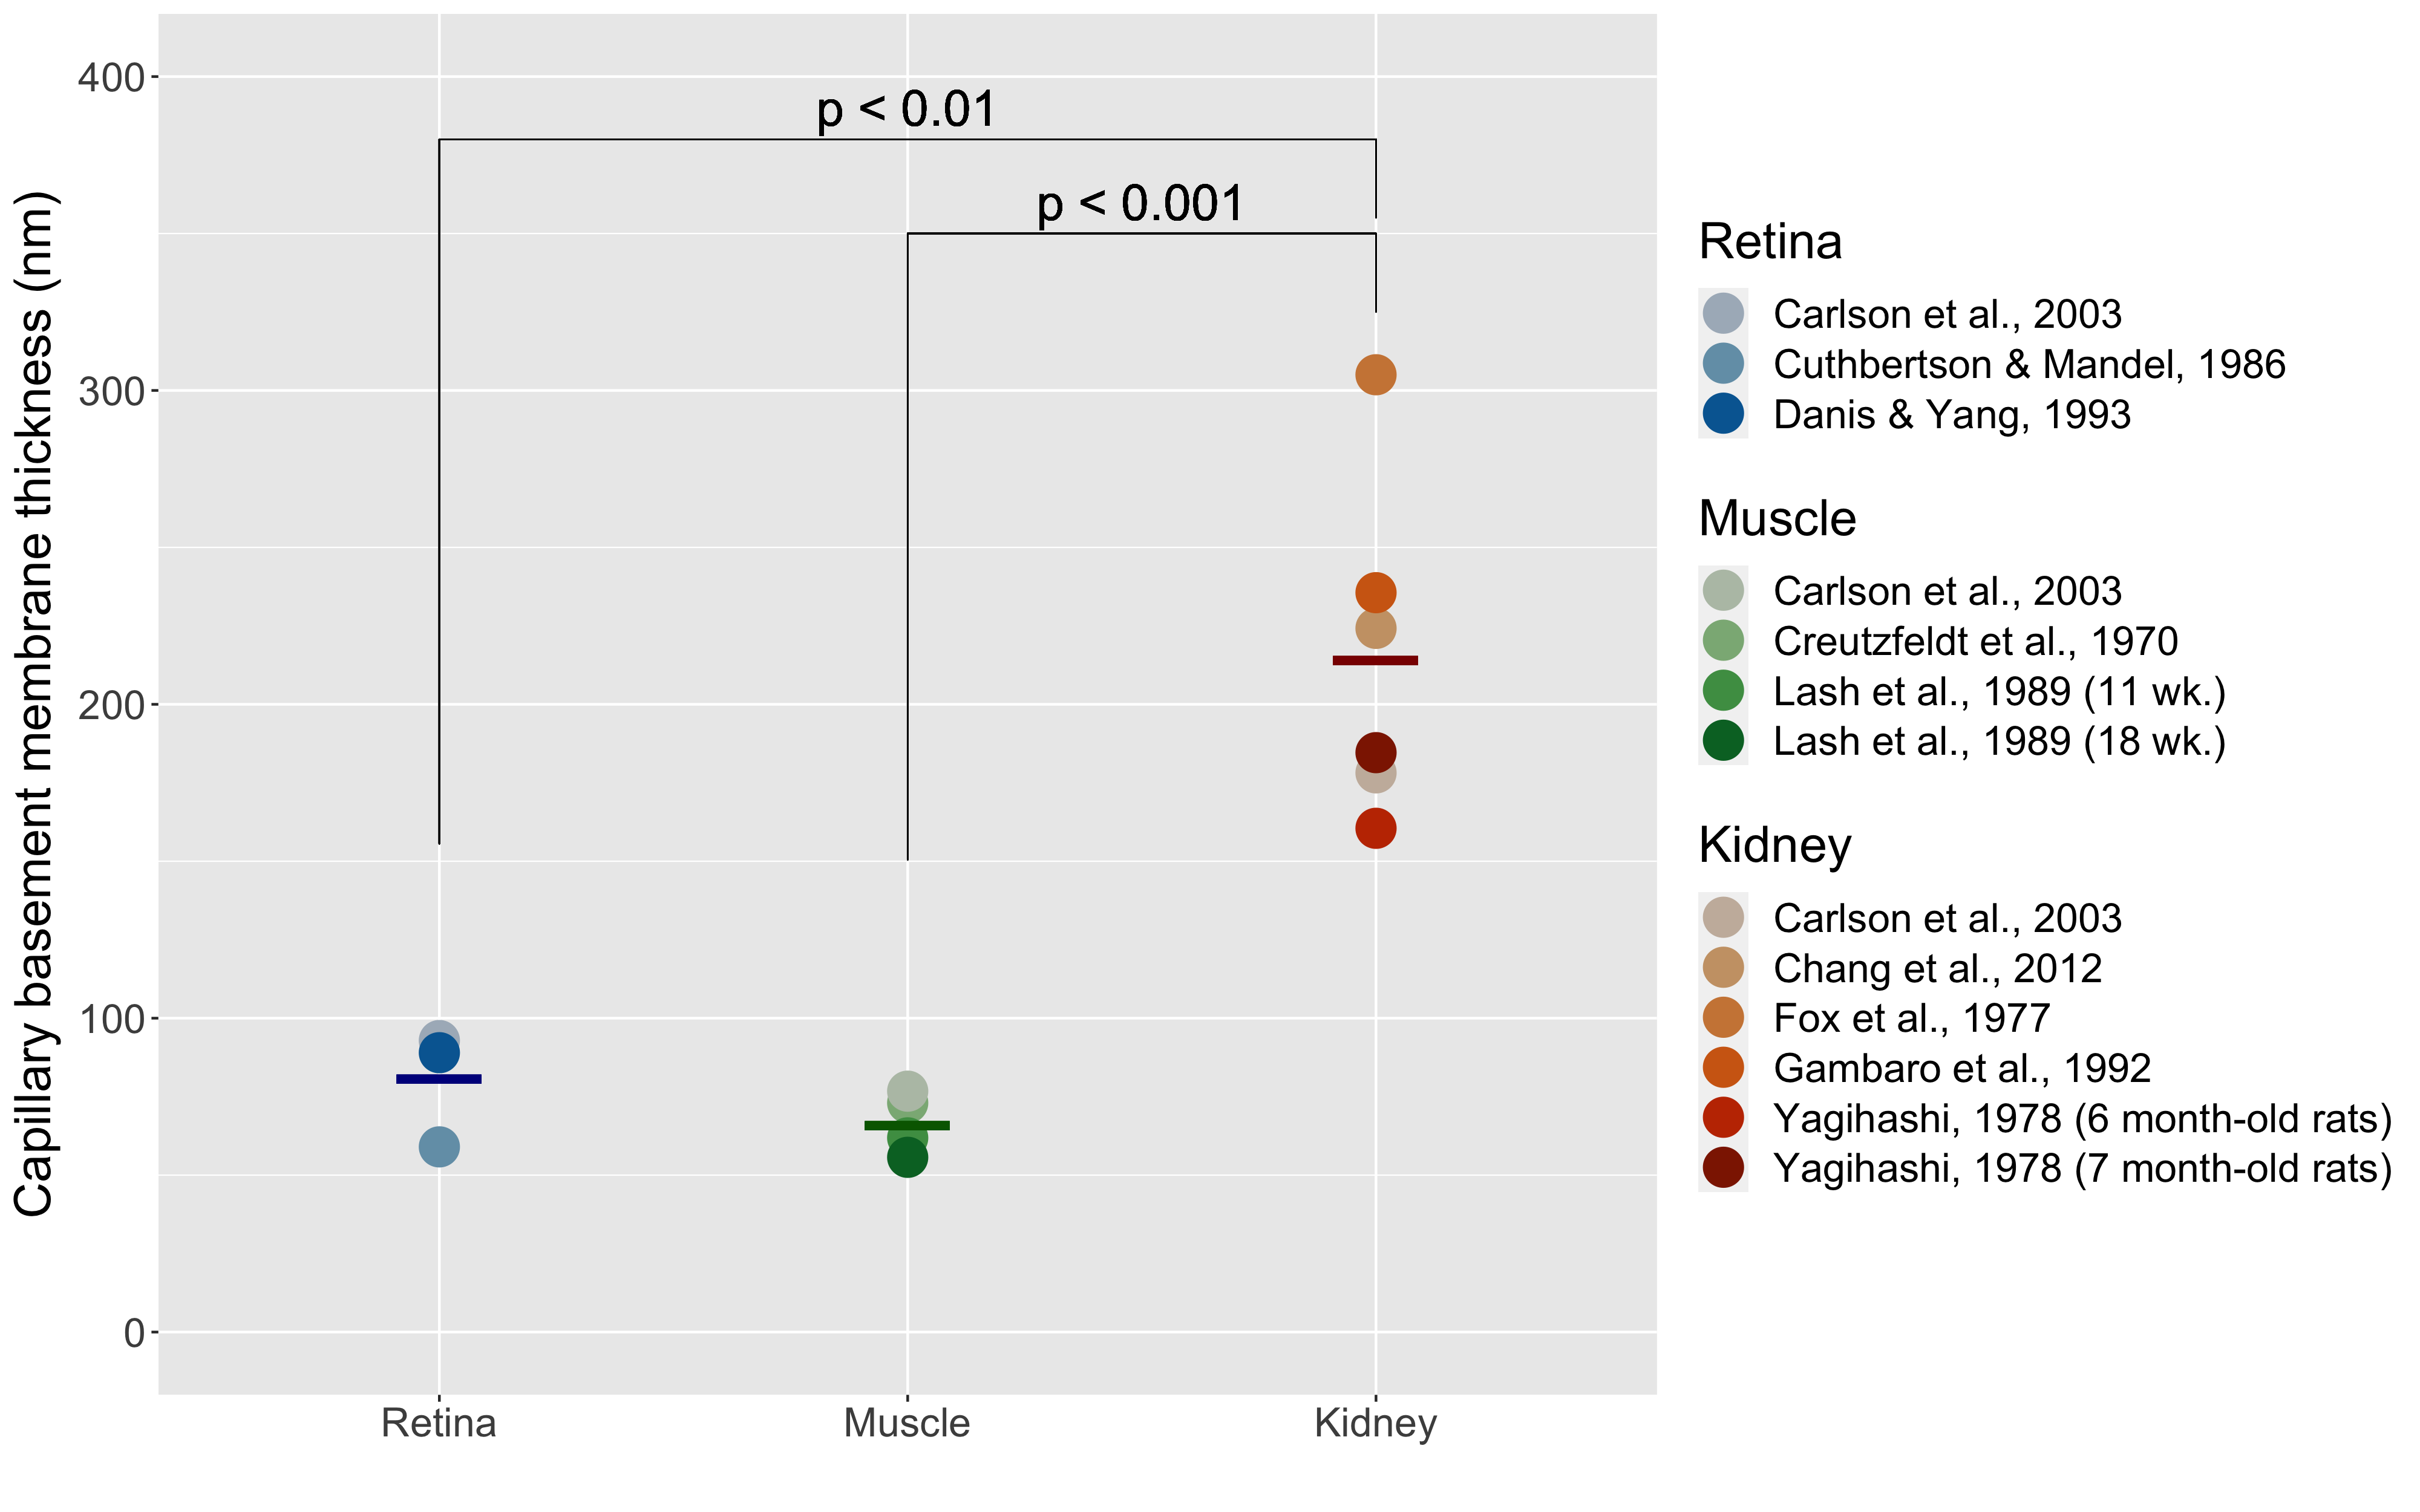 Capillary basement membrane thickness (nm)
400
300
200
100
0
p < 0.01
p < 0.001
Retina
Muscle
Kidney
Retina
Carlson et al., 2003
Cuthbertson & Mandel, 1986
Danis & Yang, 1993
Muscle
Carlson et al., 2003
Creutzfeldt et al., 1970
Lash et al., 1989 (11 wk.)
Lash et al., 1989 (18 wk.)
Kidney
Carlson et al., 2003
Chang et al., 2012
Fox et al., 1977
Gambaro et al., 1992
Yagihashi, 1978 (6 month-old rats)
Yagihashi, 1978 (7 month-old rats)